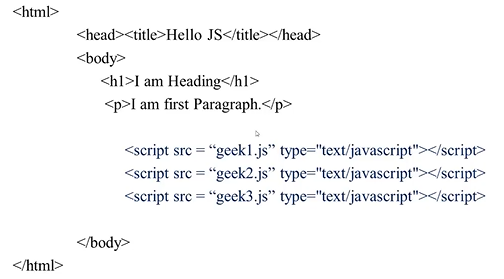 <html>
<head><title>Hello JS</title></head>
<body>
<h1>I am Heading</h1>
<p>I am first Paragraph.</p>
<script src = “geek1.js” type="text/javascript"></script>
<script src = “geek2.js” type="text/javascript"></script>
<script src = “geek3.js” type="text/javascript"></script>
</body>
</html>